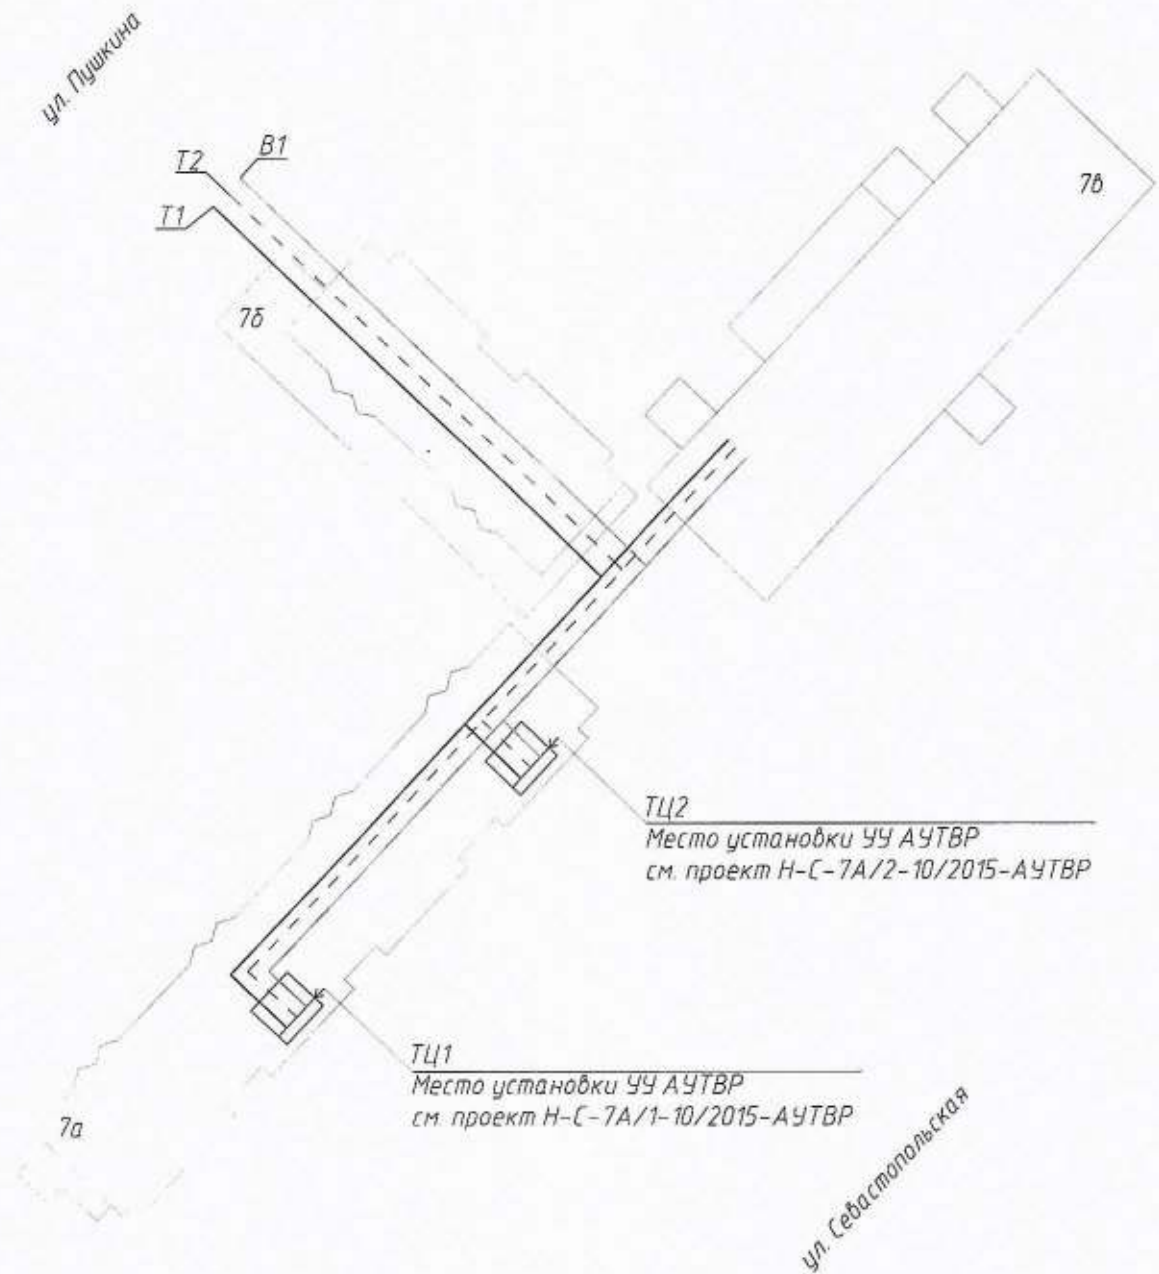 ул. Пушкина
В1
Т2
Т1
7в
7б
ТЦ2
Место установки УУ АУТВР
см. проект Н-С-7А/2-10/2015-АУТВР
ТЦ1
Место установки УУ АУТВР
см. проект Н-С-7А/1-10/2015-АУТВР
7а
ул. Севастопольская